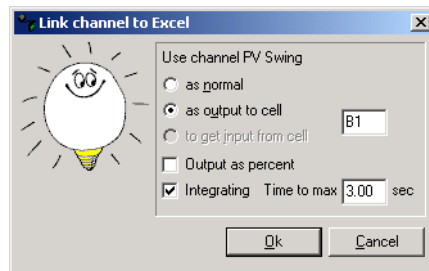 Link channel to Excel
Use channel PV Swing
as normal
as output to cell
B1
to get input from cell
Output as percent
Integrating Time to max 3.00 sec
Ok Cancel